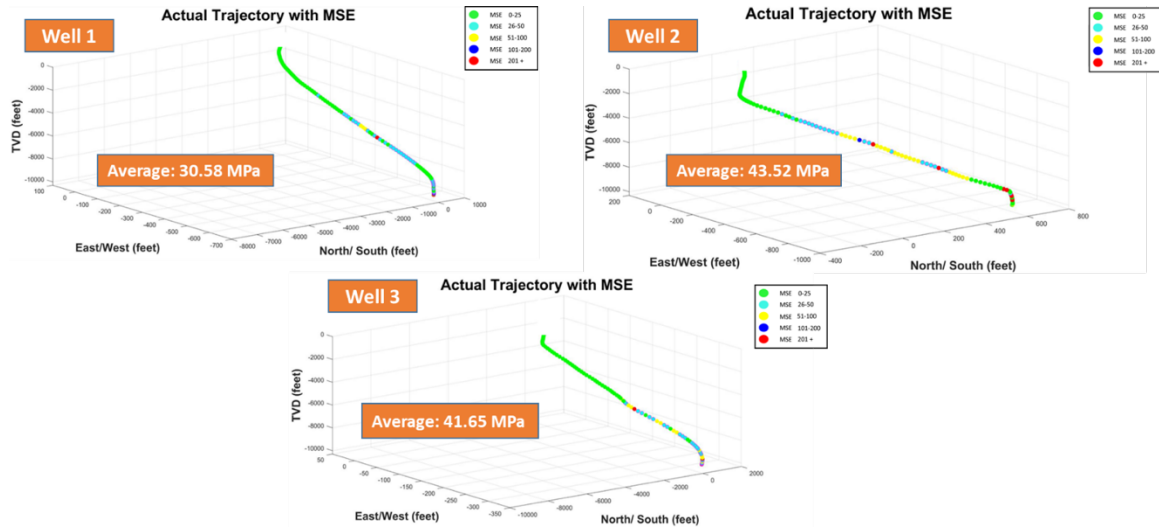 Actual Trajectory with MSE
Well 1
MSE 0-25
MSE 26-50
MSE 51-100
MSE 101-200
MSE 201 +
TVD (feet)
0
-2000
-4000
-6000
-8000
-10000
Average: 30.58 MPa
100
0
-100
-200
-300
-400
-500
-600
-700
East/West (feet)
-8000
-7000
-6000
-5000
-4000
-3000
-2000
-1000
0
1000
North/ South (feet)
Actual Trajectory with MSE
Well 2
MSE 0-25
MSE 26-50
MSE 51-100
MSE 101-200
MSE 201 +
TVD (feet)
0
-2000
-4000
-6000
-8000
-10000
Average: 43.52 MPa
200
0
-200
-400
-600
-800
-1000
East/West (feet)
-400
-200
0
200
400
600
800
North/ South (feet)
Actual Trajectory with MSE
Well 3
MSE 0-25
MSE 26-50
MSE 51-100
MSE 101-200
MSE 201 +
TVD (feet)
0
-2000
-4000
-6000
-8000
-10000
Average: 41.65 MPa
50
0
-50
-100
-150
-200
-250
-300
-350
East/West (feet)
-10000
-8000
-6000
-4000
-2000
0
2000
North/ South (feet)